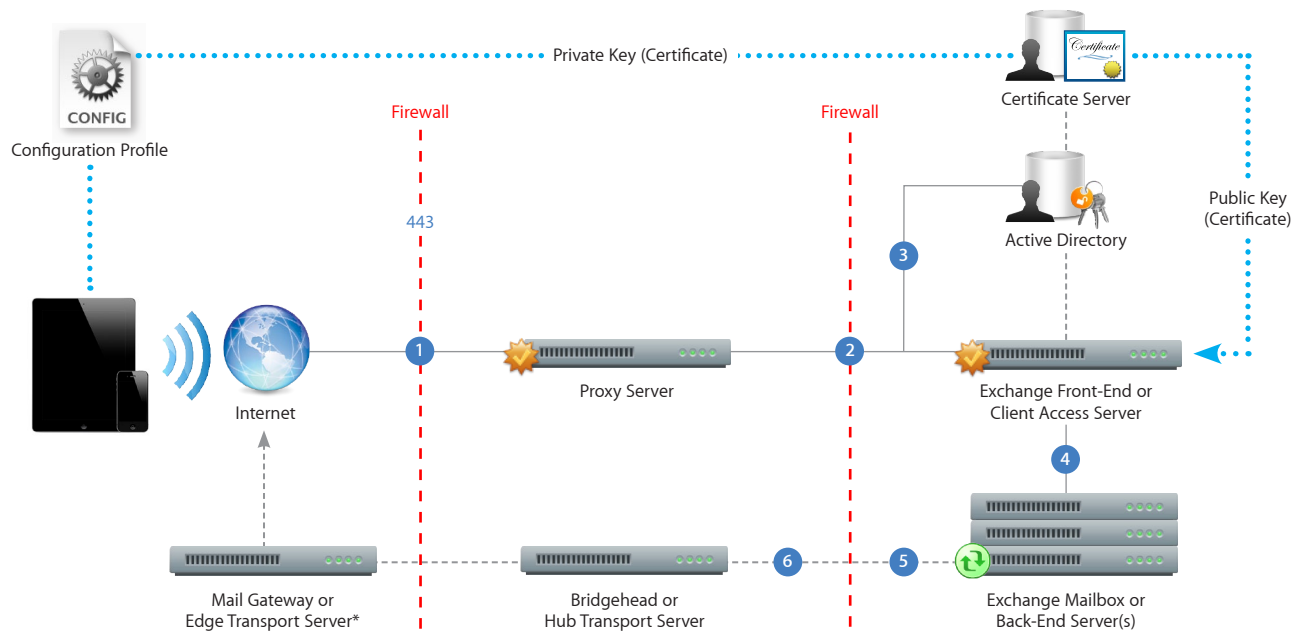 Private Key (Certificate)
Certificate
CONFIG
Certificate Server
Firewall
Firewall
Configuration Profile
Public Key
(Certificate)
443
Active Directory
3
1
2
Proxy Server
Exchange Front-End or
Client Access Server
Internet
4
6
5
Mail Gateway or
Edge Transport Server*
Bridgehead or
Hub Transport Server
Exchange Mailbox or
Back-End Server(s)